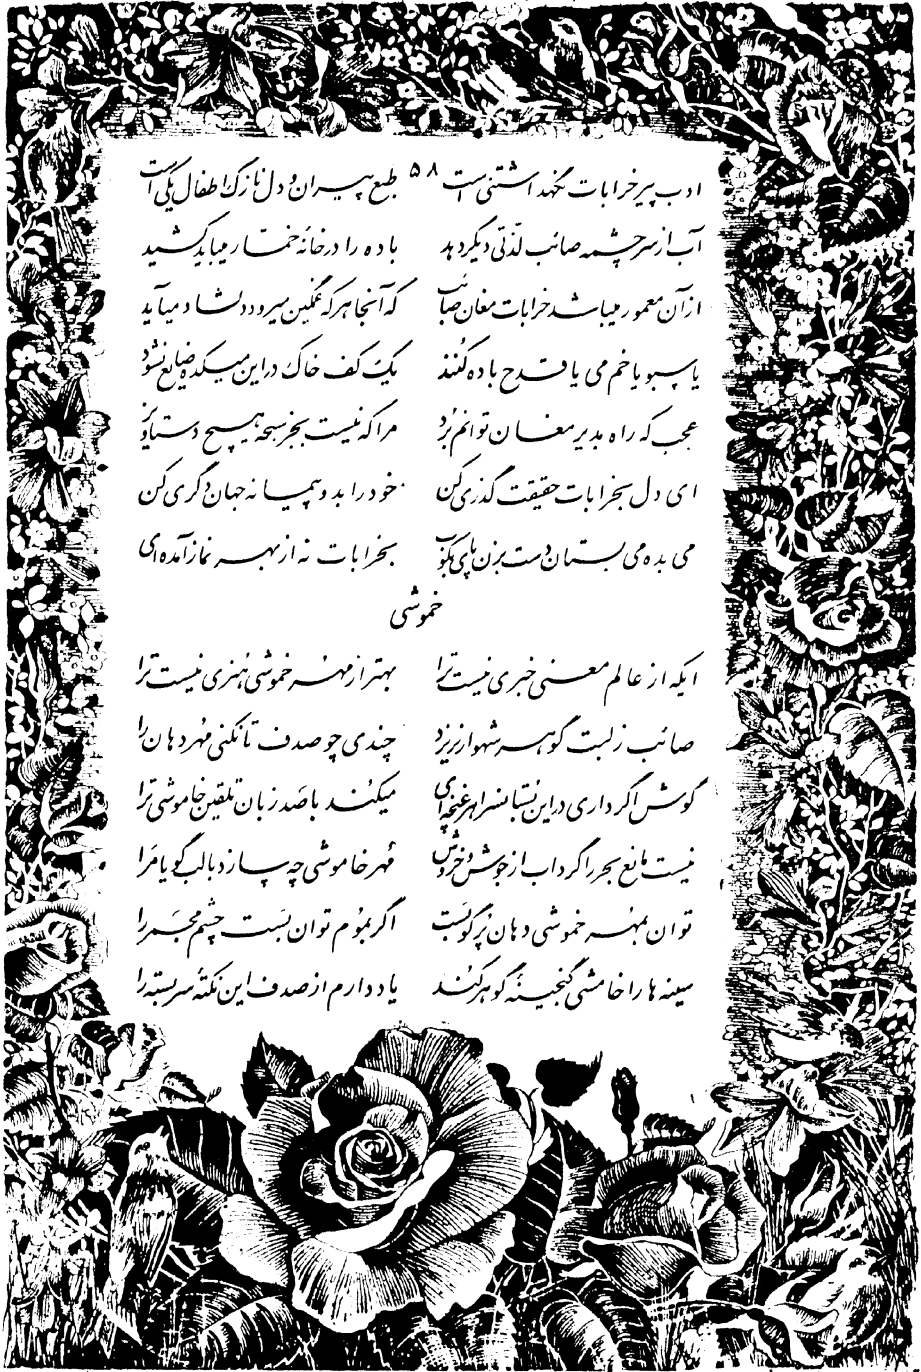 ادب پیر خرابات نگهداشتنی است ۵۸ طبع پیران و دل نازک اطفال یکی است
آب از سرچشمه صائب لذتی دیگر دهد باده را در خانه خمّار میباید کشید
از آن معمور میباشد خرابات مغان صائب که آنجا هر که غمگین میرود دلشاد میآید
یا سبو یا خم می یا قدح باده کنند یک کف خاک در این میکده ضایع نشود
عجب که راه بدیر مغان توانم برد مرا که نیست بجز سبحه هیچ دستاویز
ای دل بخرابات حقیقت گذری کن خود را بدو پیمانه جهان دگری کن
می بده می بستان دست بزن پای بکوب بخرابات نه از بهر نماز آمده‌ای
خموشی
ایکه از عالم معنی خبری نیست ترا بهتر از مهر خموشی هنری نیست ترا
صائب ز لبت گوهر شهوار نریزد چندی چو صدف تا نکنی مهر دهان را
گوش اگر داری در این بستانسرا هر غنچه‌ای میکند با صد زبان تلقین خاموشی ترا
نیست مانع بحر را گرداب از جوش و خروش مهر خاموشی چه سازد با لب گویا مرا
توان بمهر خموشی دهان پرگو بست اگر بموم توان بست چشم مجمر را
سینه ها را خامشی گنجینهٔ گوهر کند یاد دارم از صدف این نکتهٔ سربسته را